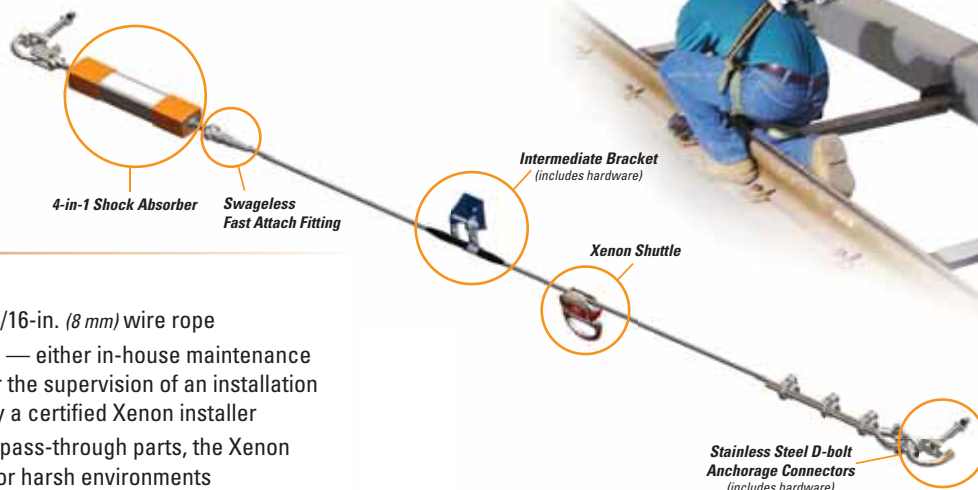 4-in-1 Shock Absorber
Swageless
Fast Attach Fitting
Intermediate Bracket
(includes hardware)
Xenon Shuttle
/16-in. (8 mm) wire rope
— either in-house maintenance
the supervision of an installation
y a certified Xenon installer
pass-through parts, the Xenon
or harsh environments
Stainless Steel D-bolt
Anchorage Connectors
(includes hardware)